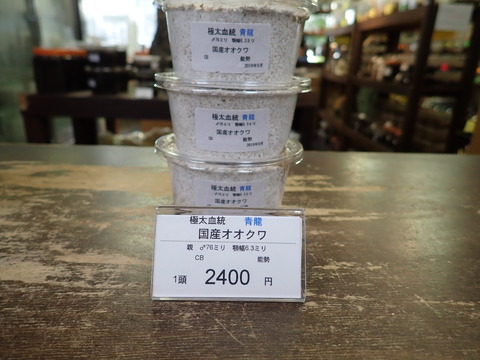 極太血統 青龍
国産オオクワ
能勢
極太血統 青龍
国産オオクワ
能勢
極太血統 青龍
国産オオクワ
極太血統 青龍
国産オオクワ
親 ♂76ミリ 顎幅6.3ミリ
CB 能勢
1頭 2400 円